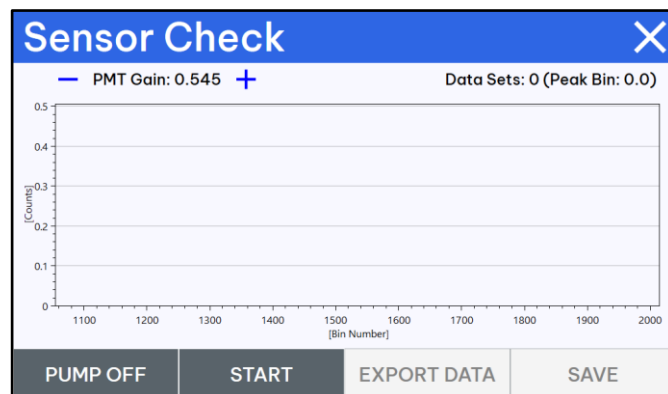 Sensor Check
— PMT Gain: 0.545 +
Data Sets: 0 (Peak Bin: 0.0)
0.5
0.4
0.3
0.2
0.1
0
[Counts]
1100 1200 1300 1400 1500 1600 1700 1800 1900 2000
[Bin Number]
PUMP OFF START EXPORT DATA SAVE